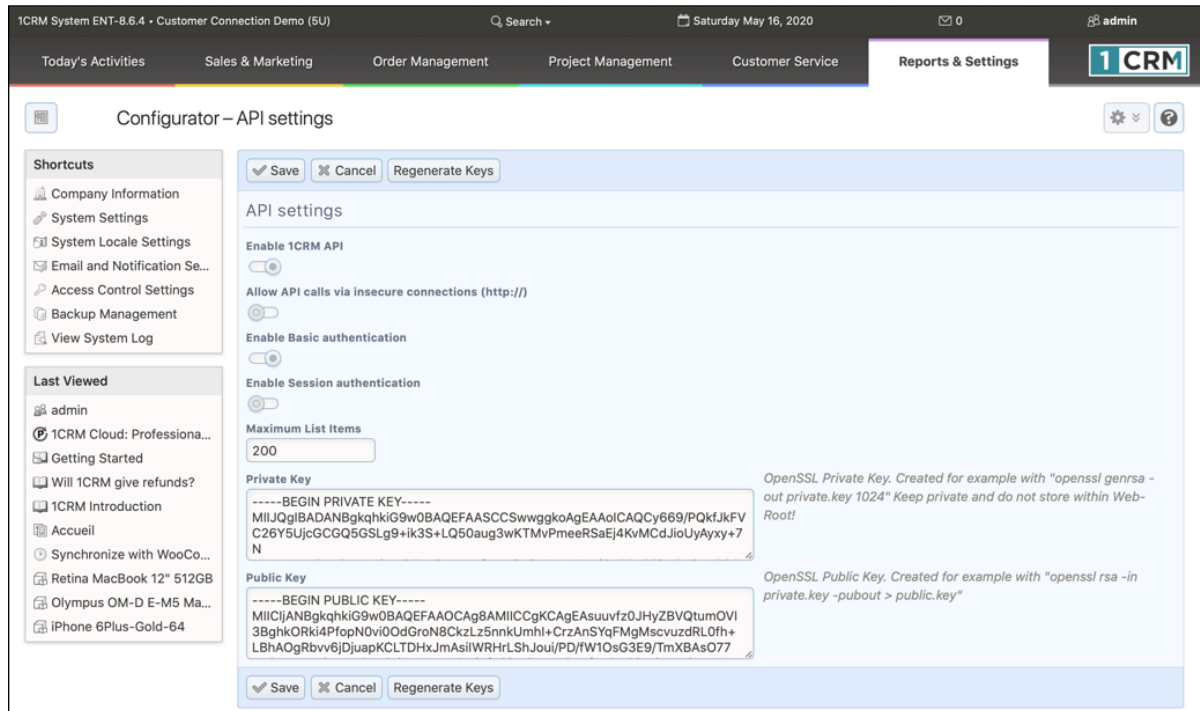 1CRM System ENT-8.6.4 • Customer Connection Demo (5U)
Search
Saturday May 16, 2020
0
admin
Today's Activities
Sales & Marketing
Order Management
Project Management
Customer Service
Reports & Settings
1 CRM
Configurator – API settings
Shortcuts
Company Information
System Settings
System Locale Settings
Email and Notification Se...
Access Control Settings
Backup Management
View System Log
Last Viewed
admin
1CRM Cloud: Professiona...
Getting Started
Will 1CRM give refunds?
1CRM Introduction
Accueil
Synchronize with WooCo...
Retina MacBook 12" 512GB
Olympus OM-D E-M5 Ma...
iPhone 6Plus-Gold-64
Save
Cancel
Regenerate Keys
API settings
Enable 1CRM API
Allow API calls via insecure connections (http://)
Enable Basic authentication
Enable Session authentication
Maximum List Items
200
Private Key
-----BEGIN PRIVATE KEY-----
MIIJQgIBADANBgkqhkiG9w0BAQEFAASCCSwwggkoAgEAAoICAQCy669/PQkfJkFV
C26Y5UjcGCGQ5GSLg9+ik3S+LQ50aug3wKTMvPmeeRSaEj4KvMCdJioUyAyxy+7
N
OpenSSL Private Key. Created for example with "openssl genrsa -
out private.key 1024" Keep private and do not store within Web-
Root!
Public Key
-----BEGIN PUBLIC KEY-----
MIICIjANBgkqhkiG9w0BAQEFAAOCAg8AMIICCgKCAgEAsuuvfz0JHyZBVQtumOVI
3BghkORki4PfopN0vi0OdGroN8CkzLz5nnkUmhI+CrzAnSYqFMgMscvuzdRL0fh+
LBhAOgRbvv6jDjuapKCLTDHxJmAsiIWRHrLShJoui/PD/fW1OsG3E9/TmXBAsO77
OpenSSL Public Key. Created for example with "openssl rsa -in
private.key -pubout > public.key"
Save
Cancel
Regenerate Keys